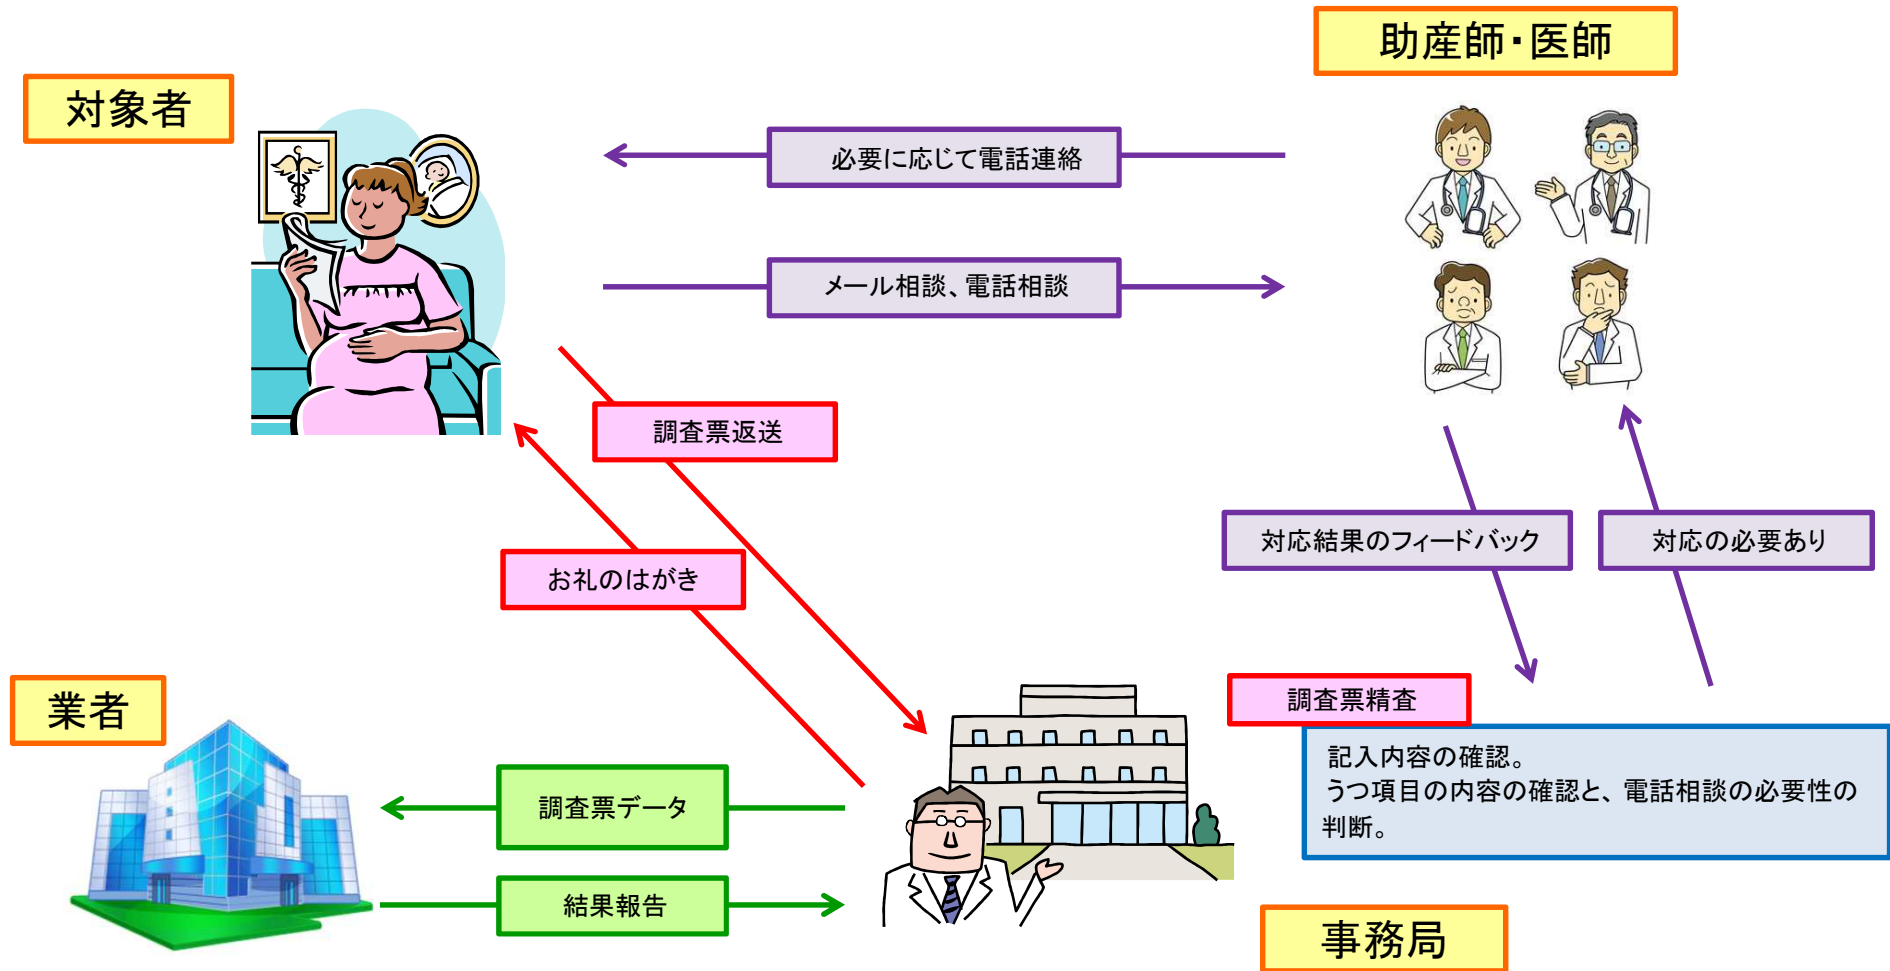 助産師・医師
対象者
必要に応じて電話連絡
メール相談、電話相談
調査票返送
対応結果のフィードバック
対応の必要あり
お礼のはがき
業者
調査票精査
記入内容の確認。
うつ項目の内容の確認と、電話相談の必要性の
判断。
調査票データ
結果報告
事務局